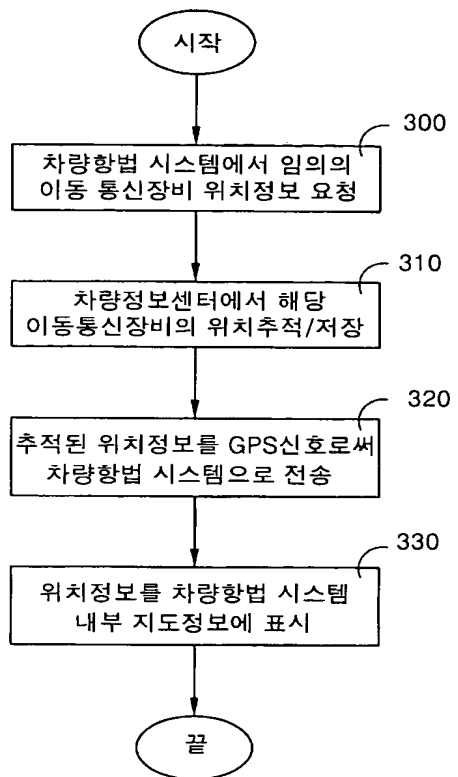 시작
300
차량항법 시스템에서 임의의
이동 통신장비 위치정보 요청
310
차량정보센터에서 해당
이동통신장비의 위치추적/저장
320
추적된 위치정보를 GPS신호로써
차량항법 시스템으로 전송
330
위치정보를 차량항법 시스템
내부 지도정보에 표시
끝